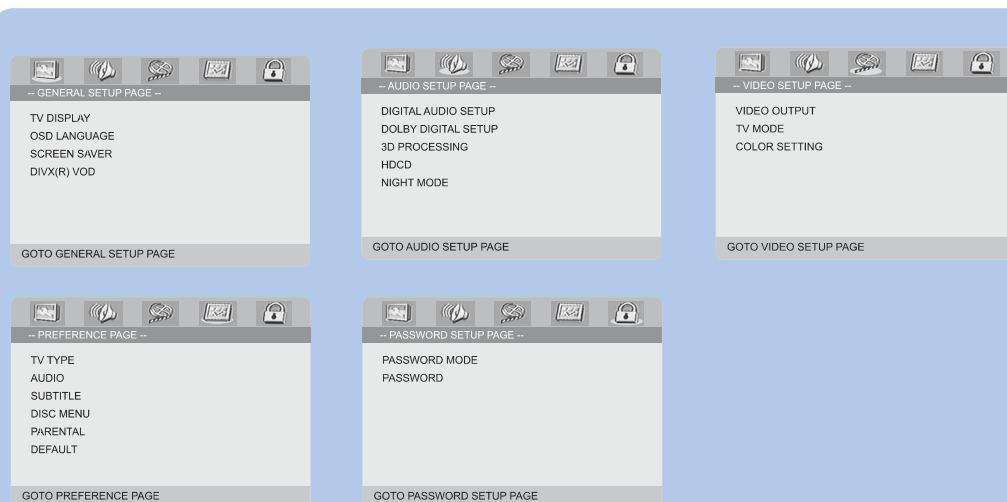 -- GENERAL SETUP PAGE --
TV DISPLAY
OSD LANGUAGE
SCREEN SAVER
DIVX(R) VOD
GOTO GENERAL SETUP PAGE
-- AUDIO SETUP PAGE --
DIGITAL AUDIO SETUP
DOLBY DIGITAL SETUP
3D PROCESSING
HDCD
NIGHT MODE
GOTO AUDIO SETUP PAGE
-- VIDEO SETUP PAGE --
VIDEO OUTPUT
TV MODE
COLOR SETTING
GOTO VIDEO SETUP PAGE
-- PREFERENCE PAGE --
TV TYPE
AUDIO
SUBTITLE
DISC MENU
PARENTAL
DEFAULT
GOTO PREFERENCE PAGE
-- PASSWORD SETUP PAGE --
PASSWORD MODE
PASSWORD
GOTO PASSWORD SETUP PAGE